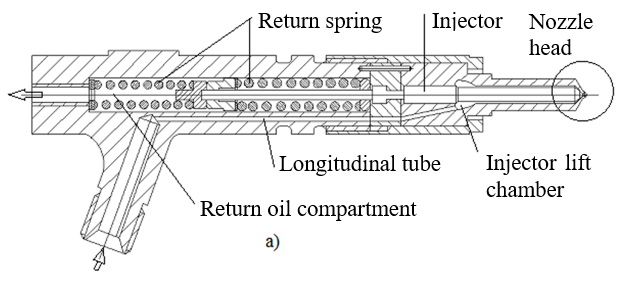 Return spring
Injector
Nozzle
head
Longitudinal tube
Injector lift
chamber
Return oil compartment
a)